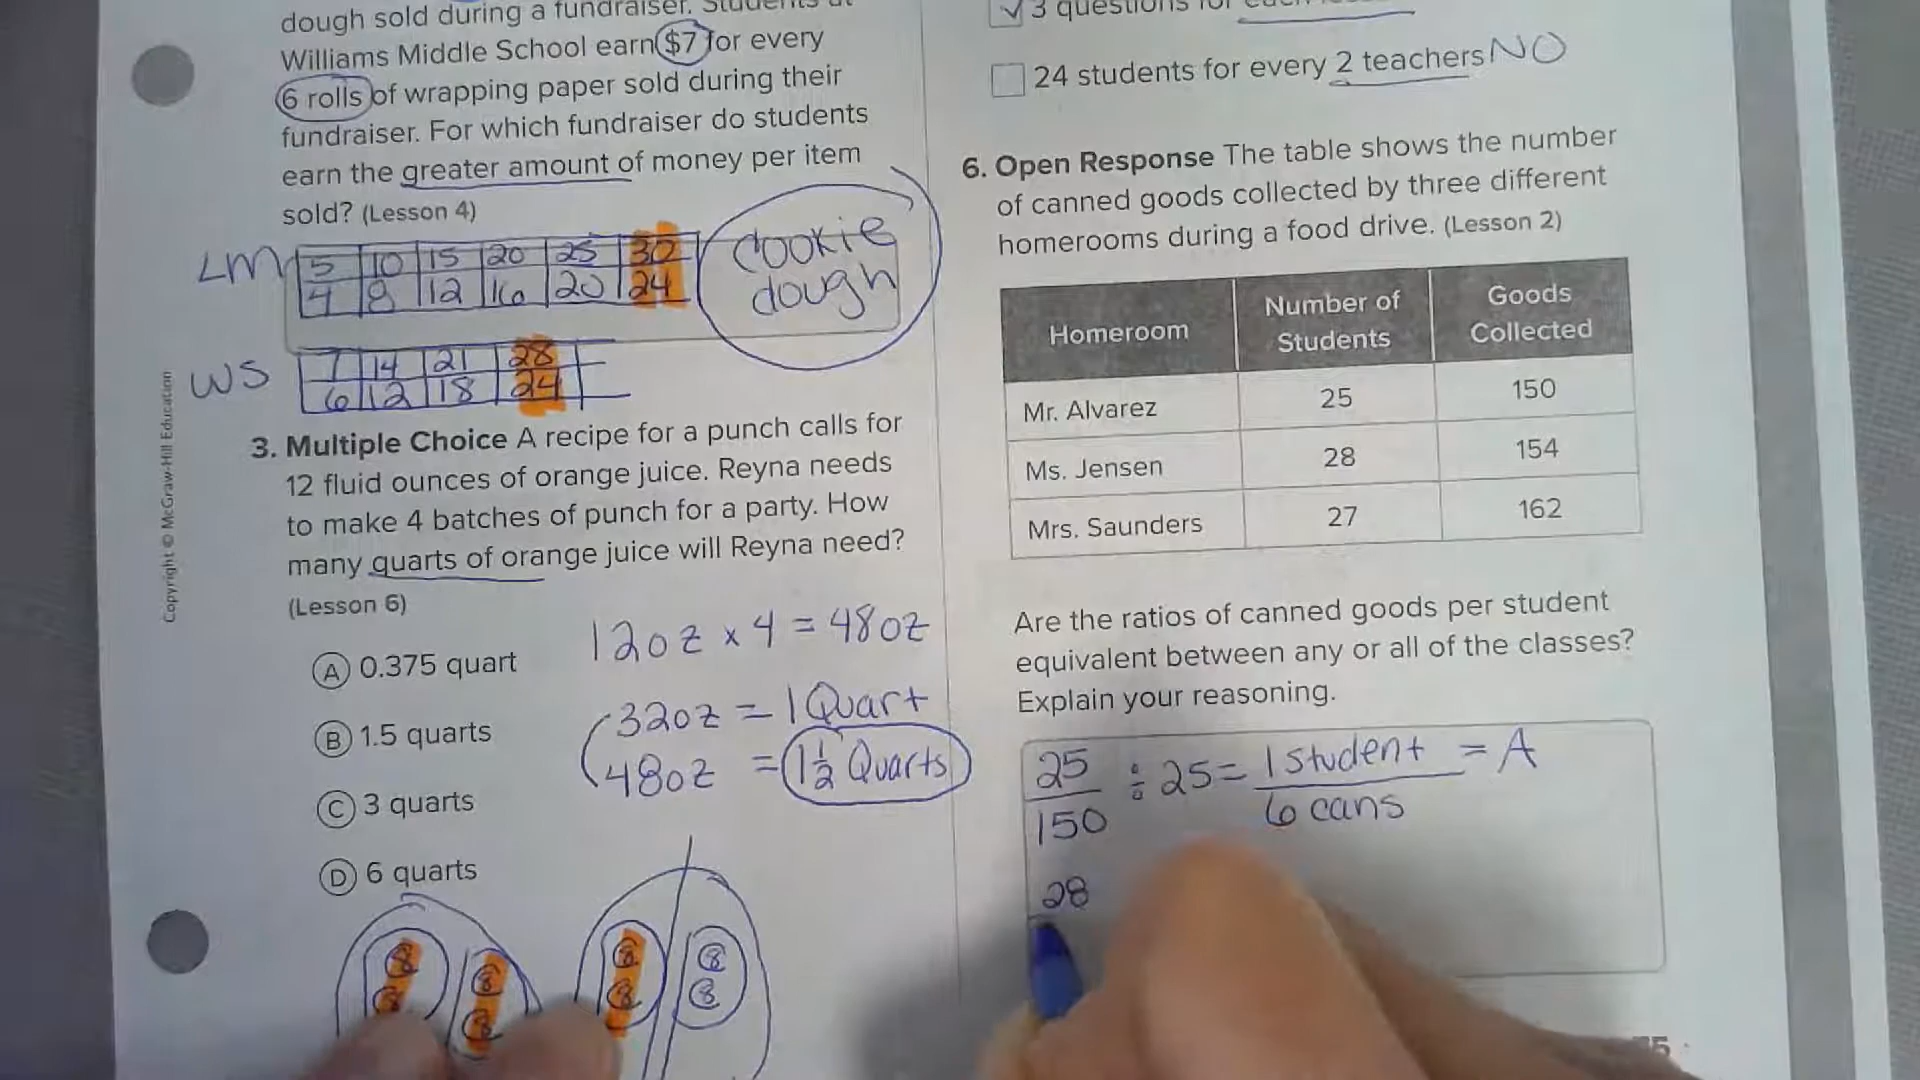 dough sold during a fundraiser. Students at
Williams Middle School earn $7 for every
6 rolls of wrapping paper sold during their
fundraiser. For which fundraiser do students
earn the greater amount of money per item
sold? (Lesson 4)
LM 5 10 15 20 25 30
4 8 12 16 20 24
cookie
dough
WS 7 14 21 28
6 12 18 24
3. Multiple Choice A recipe for a punch calls for
12 fluid ounces of orange juice. Reyna needs
to make 4 batches of punch for a party. How
many quarts of orange juice will Reyna need?
(Lesson 6)
A 0.375 quart
B 1.5 quarts
C 3 quarts
D 6 quarts
12oz x 4 = 48oz
32oz = 1 Quart
48oz = 1 1/2 Quarts
8 8 8
8 8 8
Copyright © McGraw-Hill Education
3 questions for
24 students for every 2 teachers NO
6. Open Response The table shows the number
of canned goods collected by three different
homerooms during a food drive. (Lesson 2)
Homeroom Number of Students Goods Collected
Mr. Alvarez 25 150
Ms. Jensen 28 154
Mrs. Saunders 27 162
Are the ratios of canned goods per student
equivalent between any or all of the classes?
Explain your reasoning.
25/150 ÷ 25 = 1 student/6 cans = A
28